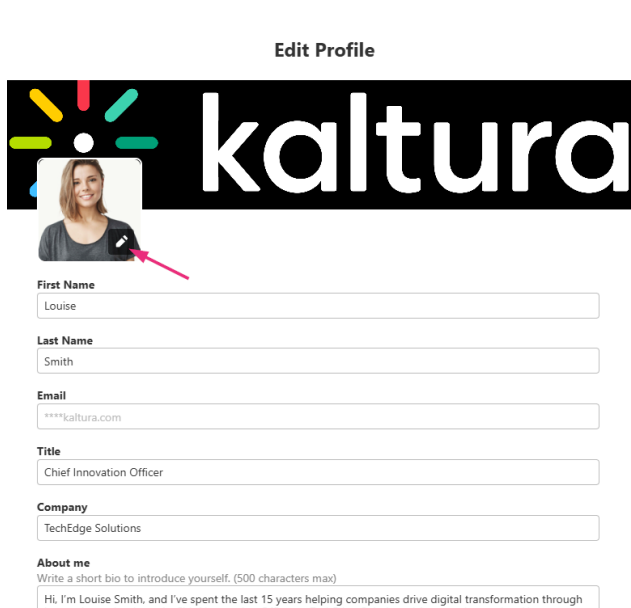 Edit Profile
kaltura
First Name
Louise
Last Name
Smith
Email
****kaltura.com
Title
Chief Innovation Officer
Company
TechEdge Solutions
About me
Write a short bio to introduce yourself. (500 characters max)
Hi, I'm Louise Smith, and I've spent the last 15 years helping companies drive digital transformation through